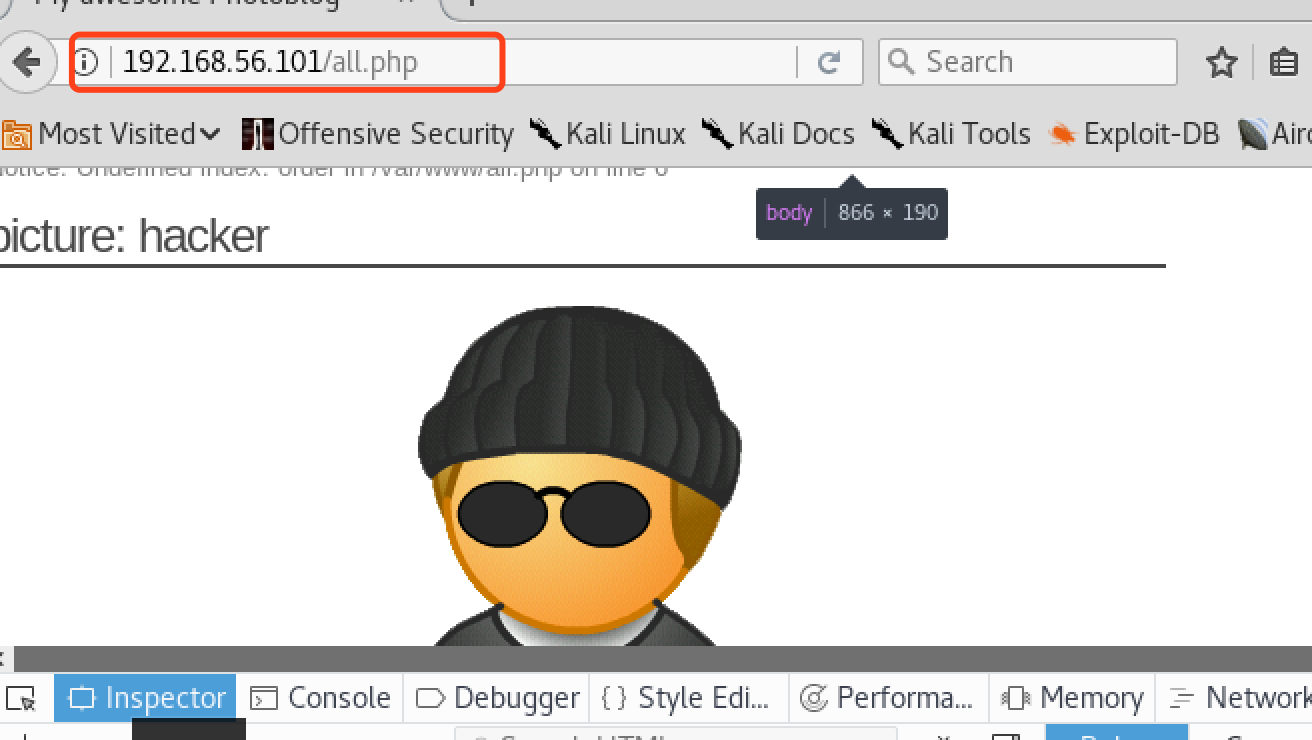 My awesome Photoblog
192.168.56.101/all.php Search
Most Visited Offensive Security Kali Linux Kali Docs Kali Tools Exploit-DB Airc
otice: Undefined index: order in /var/www/all.php on line 6
body 866 × 190
picture: hacker
Inspector Console Debugger {} Style Edi... Performa... Memory Network
Search HTML